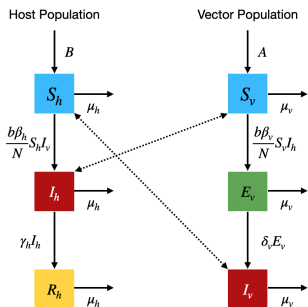 Host Population Vector Population
B A
S_h μ_h S_v μ_v
bβ_h/N S_h I_v bβ_v/N S_v I_h
I_h μ_h E_v μ_v
γ_h I_h δ_v E_v
R_h μ_h I_v μ_v